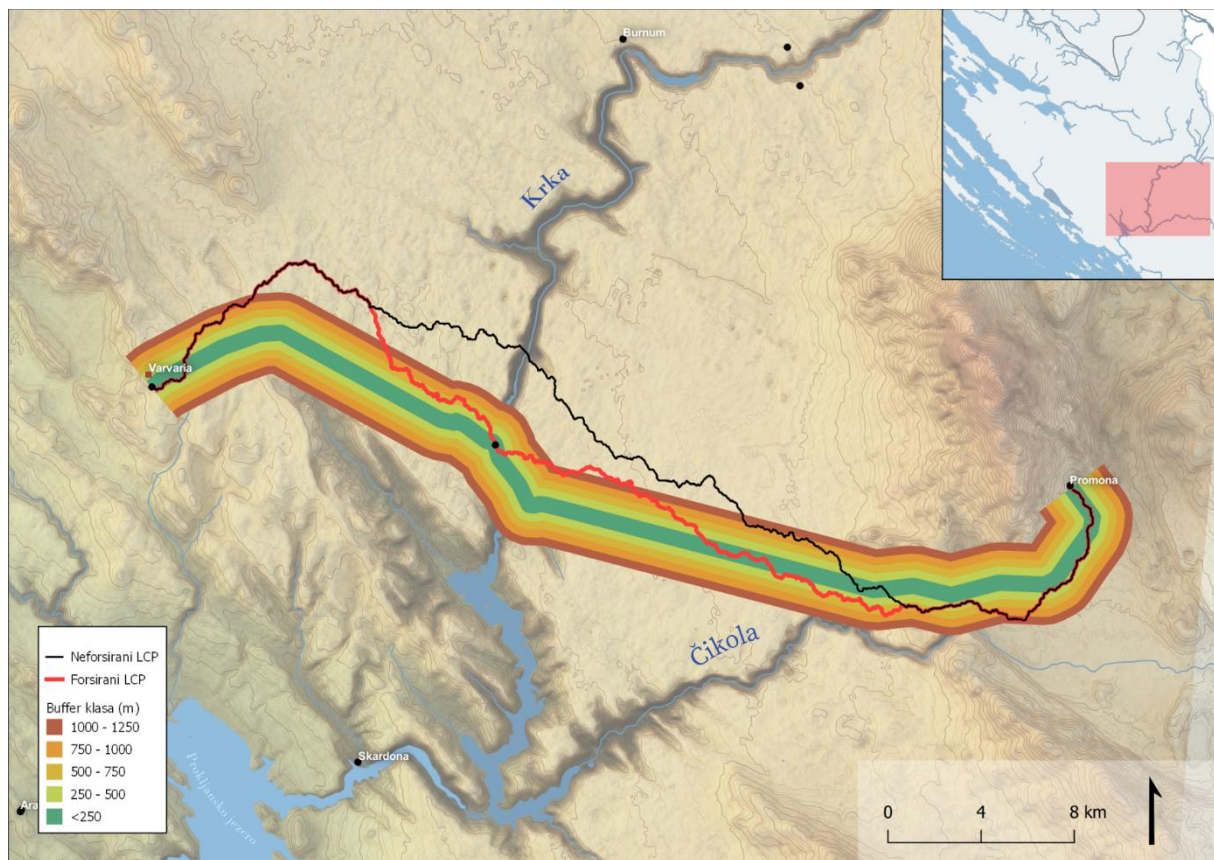 Burnum
Krka
Varvaria
Promona
Čikola
Neforsirani LCP
Forsirani LCP
Buffer klasa (m)
1000 - 1250
750 - 1000
500 - 750
250 - 500
<250
Skardona
Prokljansko jezero
Ara
0 4 8 km